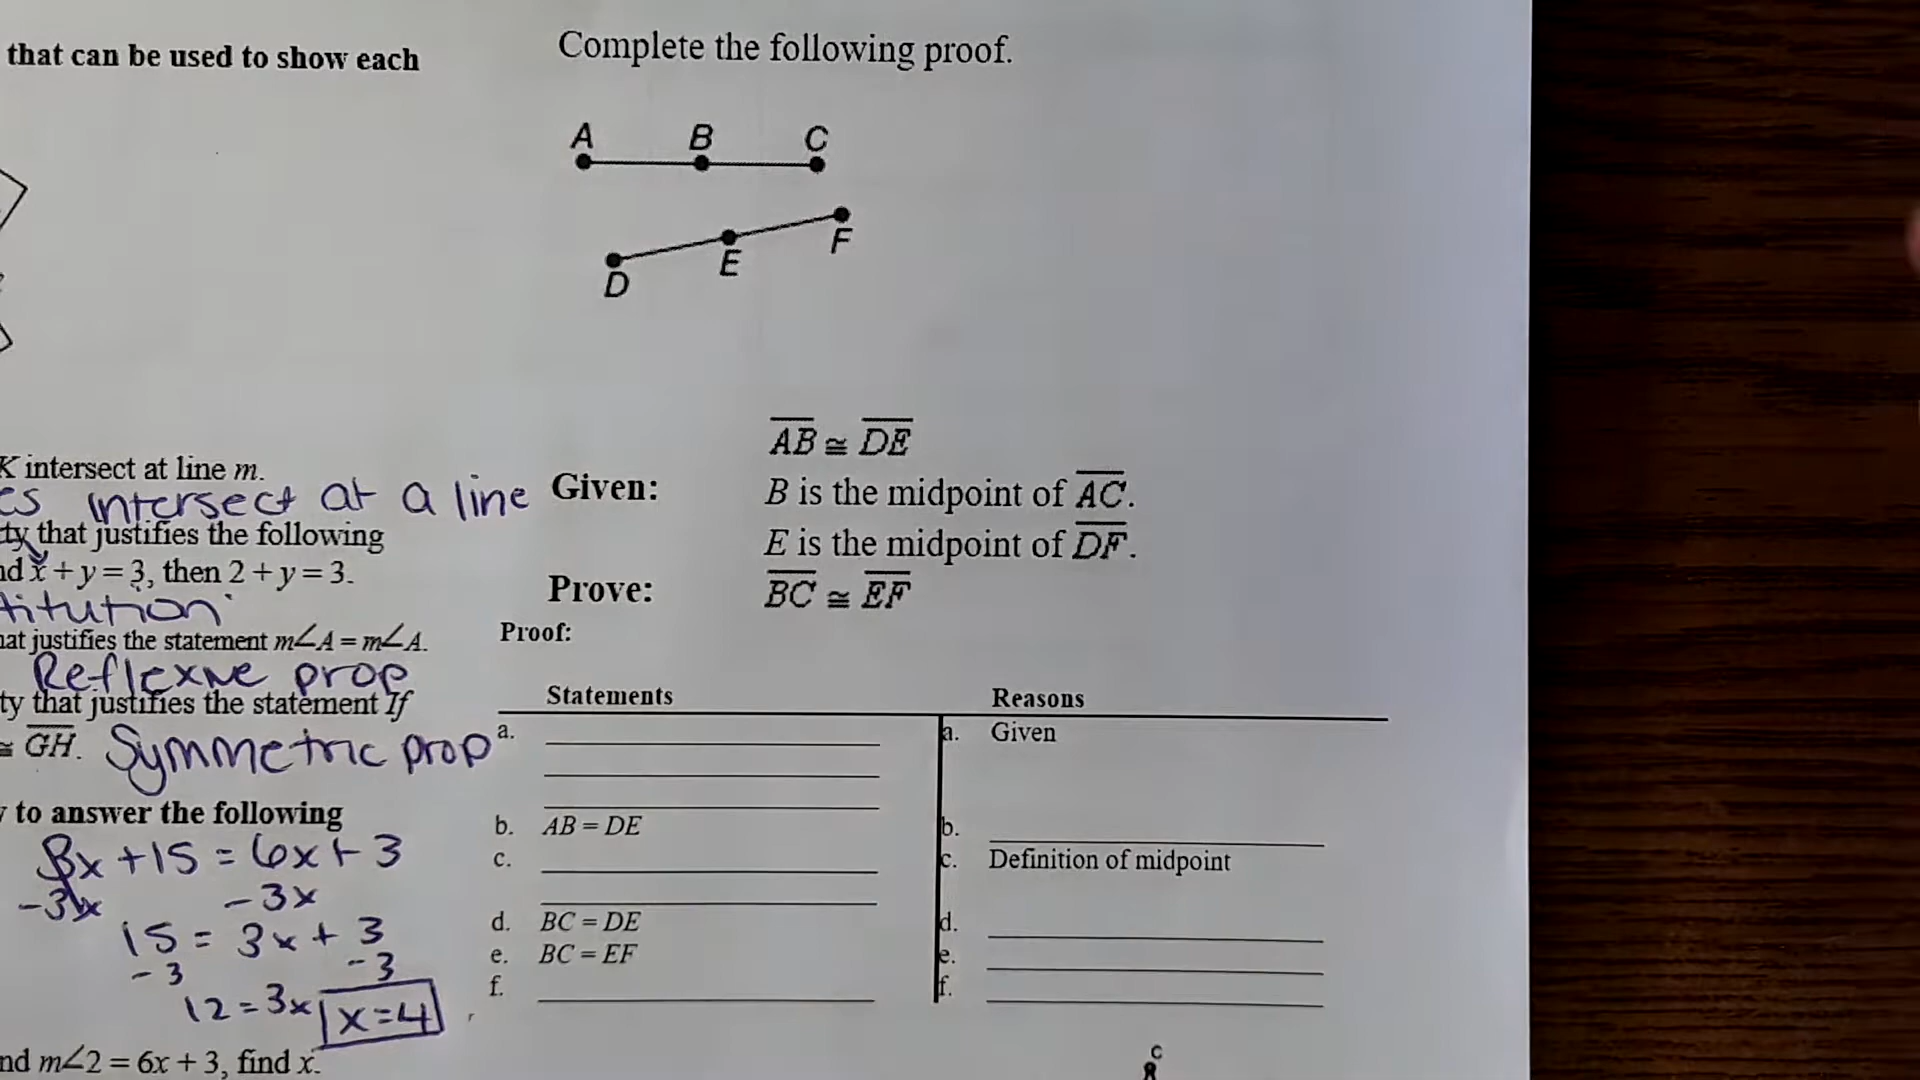 that can be used to show each
K intersect at line m.
es intersect at a line
ty that justifies the following
nd x + y = 3, then 2 + y = 3.
titution
hat justifies the statement m∠A = m∠A.
Reflexive prop
ty that justifies the statement If
≅ GH. Symmetric prop
y to answer the following
3x + 15 = 6x + 3
-3x -3x
15 = 3x + 3
-3 -3
12 = 3x x = 4
nd m∠2 = 6x + 3, find x.
Complete the following proof.
A B C
D E F
AB ≅ DE
Given: B is the midpoint of AC.
E is the midpoint of DF.
Prove: BC ≅ EF
Proof:
Statements Reasons
a. a. Given
b. AB = DE b.
c. c. Definition of midpoint
d. BC = DE d.
e. BC = EF e.
f. f.
C